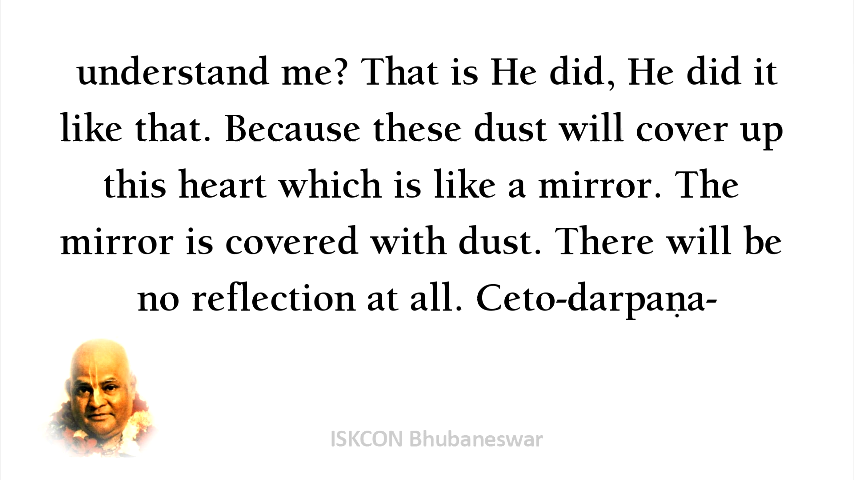 understand me? That is He did, He did it
like that. Because these dust will cover up
this heart which is like a mirror. The
mirror is covered with dust. There will be
no reflection at all. Ceto-darpaṇa-
ISKCON Bhubaneswar